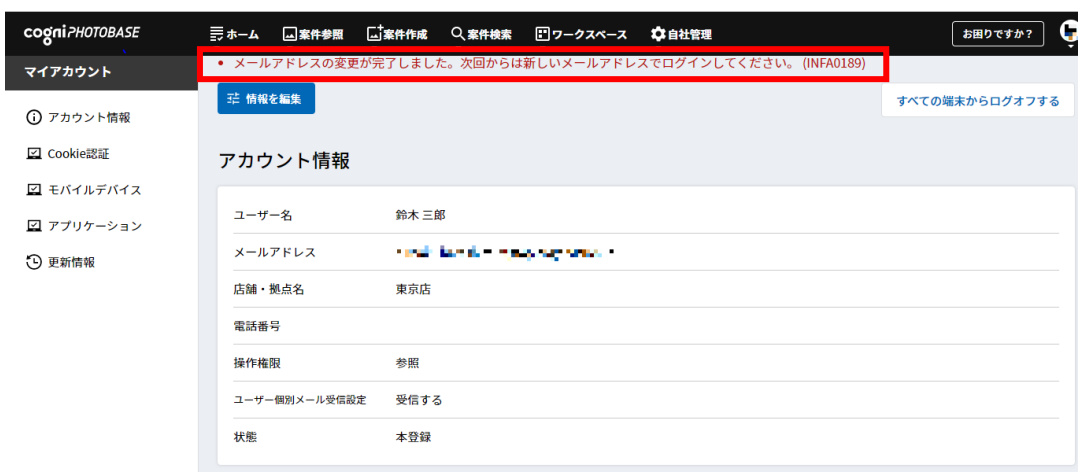 cogni PHOTOBASE
ホーム 案件参照 案件作成 案件検索 ワークスペース 自社管理 お困りですか？
マイアカウント
• メールアドレスの変更が完了しました。次回からは新しいメールアドレスでログインしてください。 (INFA0189)
情報を編集
すべての端末からログオフする
アカウント情報
Cookie認証
モバイルデバイス
アプリケーション
更新情報
アカウント情報
ユーザー名 鈴木 三郎
メールアドレス
店舗・拠点名 東京店
電話番号
操作権限 参照
ユーザー個別メール受信設定 受信する
状態 本登録